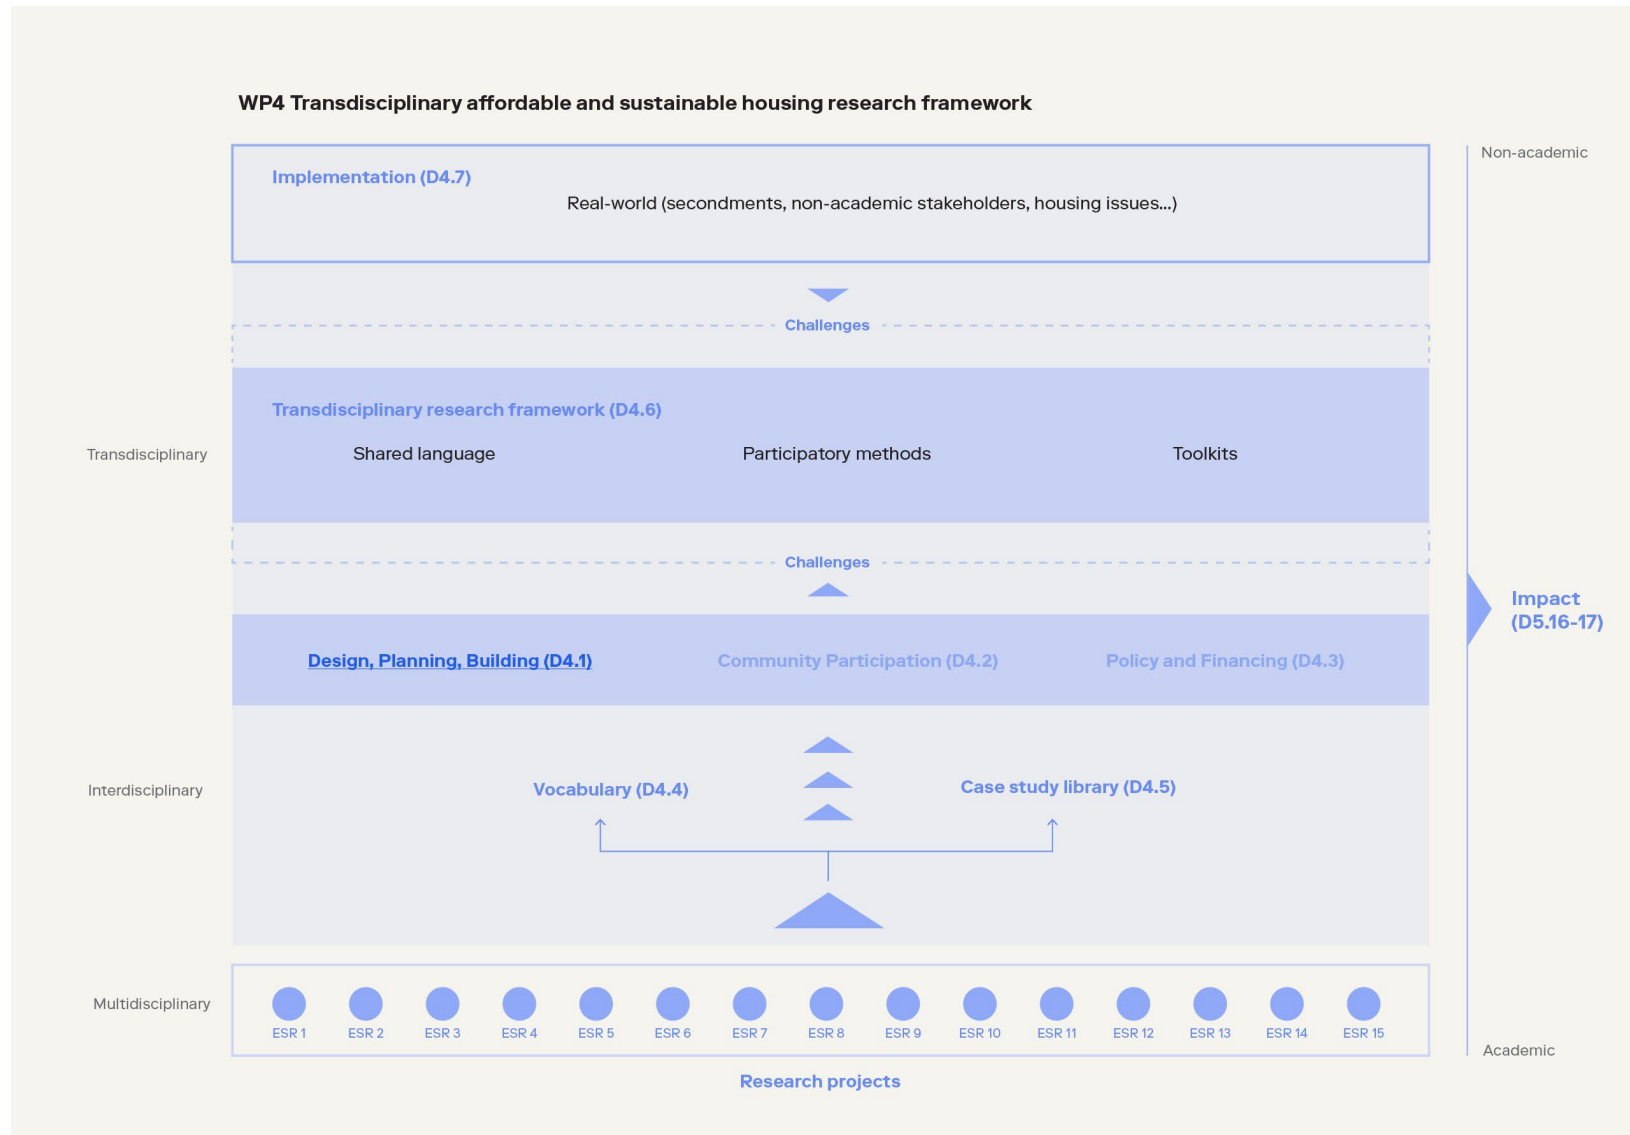 WP4 Transdisciplinary affordable and sustainable housing research framework
Non-academic
Implementation (D4.7)
Real-world (secondments, non-academic stakeholders, housing issues...)
Challenges
Transdisciplinary research framework (D4.6)
Transdisciplinary
Shared language
Participatory methods
Toolkits
Challenges
Impact
(D5.16-17)
Design, Planning, Building (D4.1)
Community Participation (D4.2)
Policy and Financing (D4.3)
Interdisciplinary
Vocabulary (D4.4)
Case study library (D4.5)
Multidisciplinary
ESR 1
ESR 2
ESR 3
ESR 4
ESR 5
ESR 6
ESR 7
ESR 8
ESR 9
ESR 10
ESR 11
ESR 12
ESR 13
ESR 14
ESR 15
Academic
Research projects